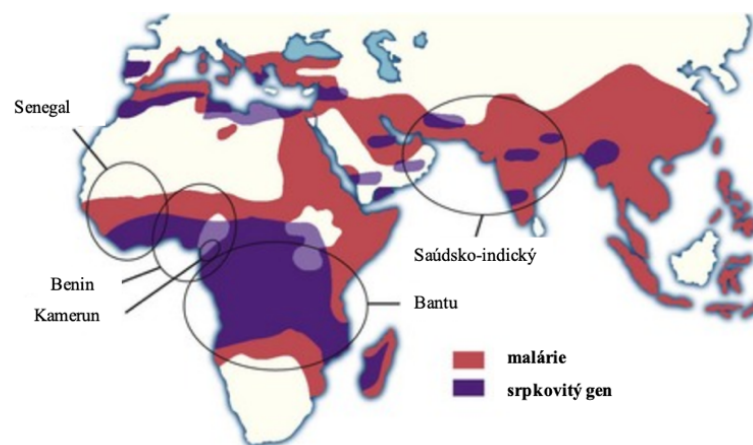 Senegal
Benin
Kamerun
Saúdsko-indický
Bantu
malárie
srpkovitý gen